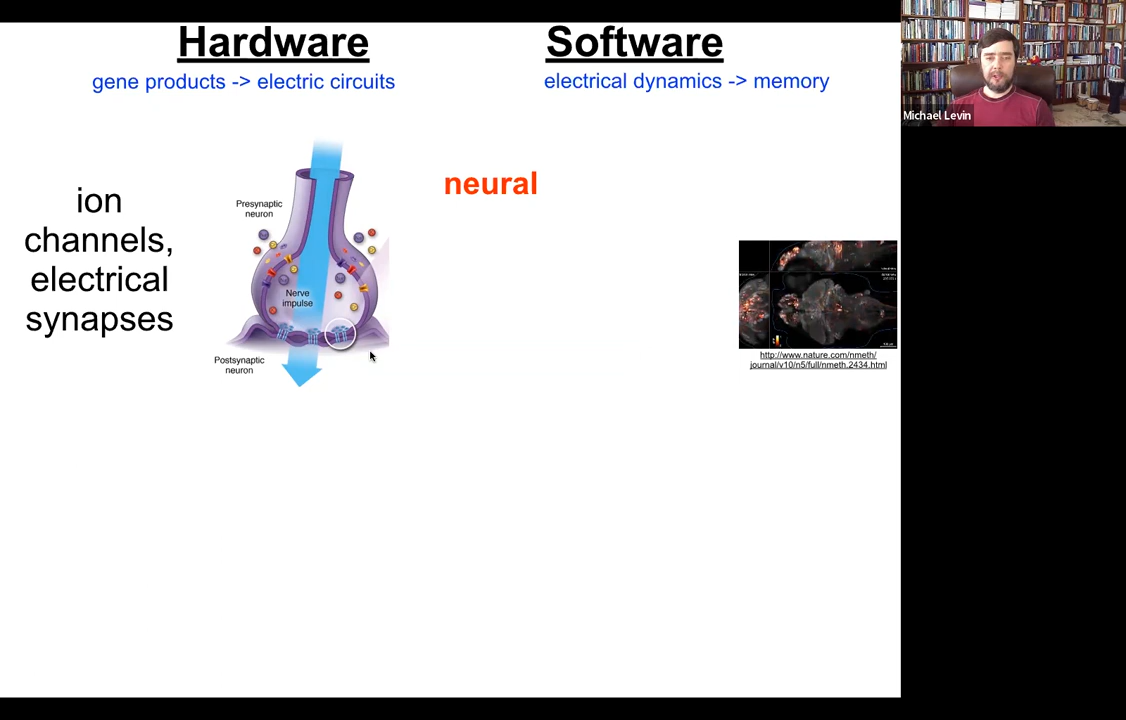 Hardware
Software
gene products -> electric circuits
electrical dynamics -> memory
Michael Levin
neural
ion
channels,
electrical
synapses
Presynaptic
neuron
Nerve
impulse
Postsynaptic
neuron
http://www.nature.com/nmeth/
journal/v10/n5/full/nmeth.2434.html